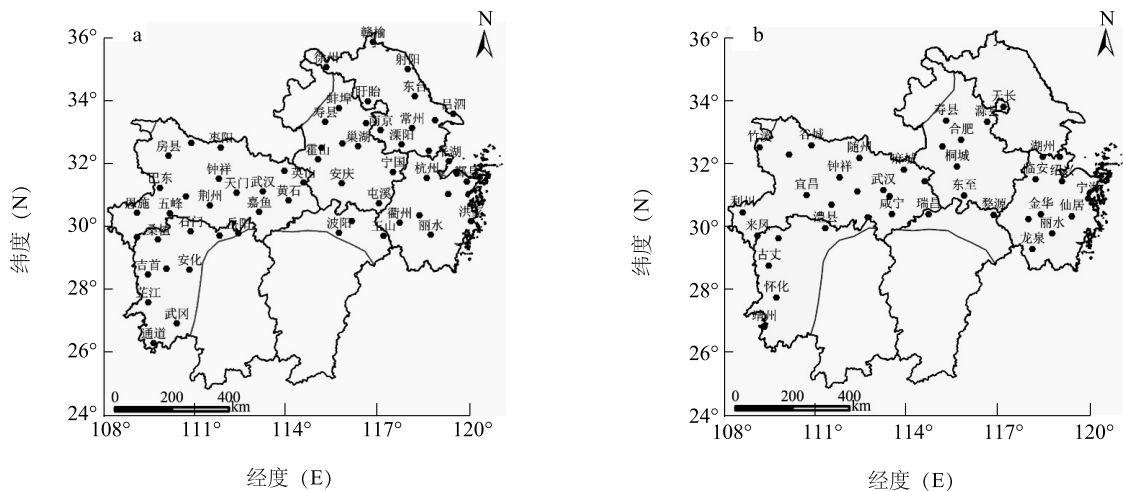 a
N
36°
34°
32°
30°
28°
26°
24°
纬度 (N)
赣榆
徐州
射阳
盱眙
东台
蚌埠
吕泗
寿县
南京
常州
巢湖
溧阳
枣阳
房县
霍山
宁国
杭州
钟祥
英山
安庆
巴东
天门
武汉
荆州
黄石
屯溪
恩施
五峰
嘉鱼
衢州
石门
岳阳
波阳
玉山
丽水
桑植
吉首
安化
芷江
武冈
通道
0
200
400
km
108°
111°
114°
117°
120°
经度 (E)
b
N
36°
34°
32°
30°
28°
26°
24°
纬度 (N)
天长
寿县
滁县
合肥
竹溪
谷城
随州
麻城
桐城
湖州
钟祥
临安
绍兴
宜昌
武汉
东至
宁海
利川
咸宁
瑞昌
婺源
金华
仙居
来凤
澧县
丽水
龙泉
古丈
怀化
靖州
0
200
400
km
108°
111°
114°
117°
120°
经度 (E)